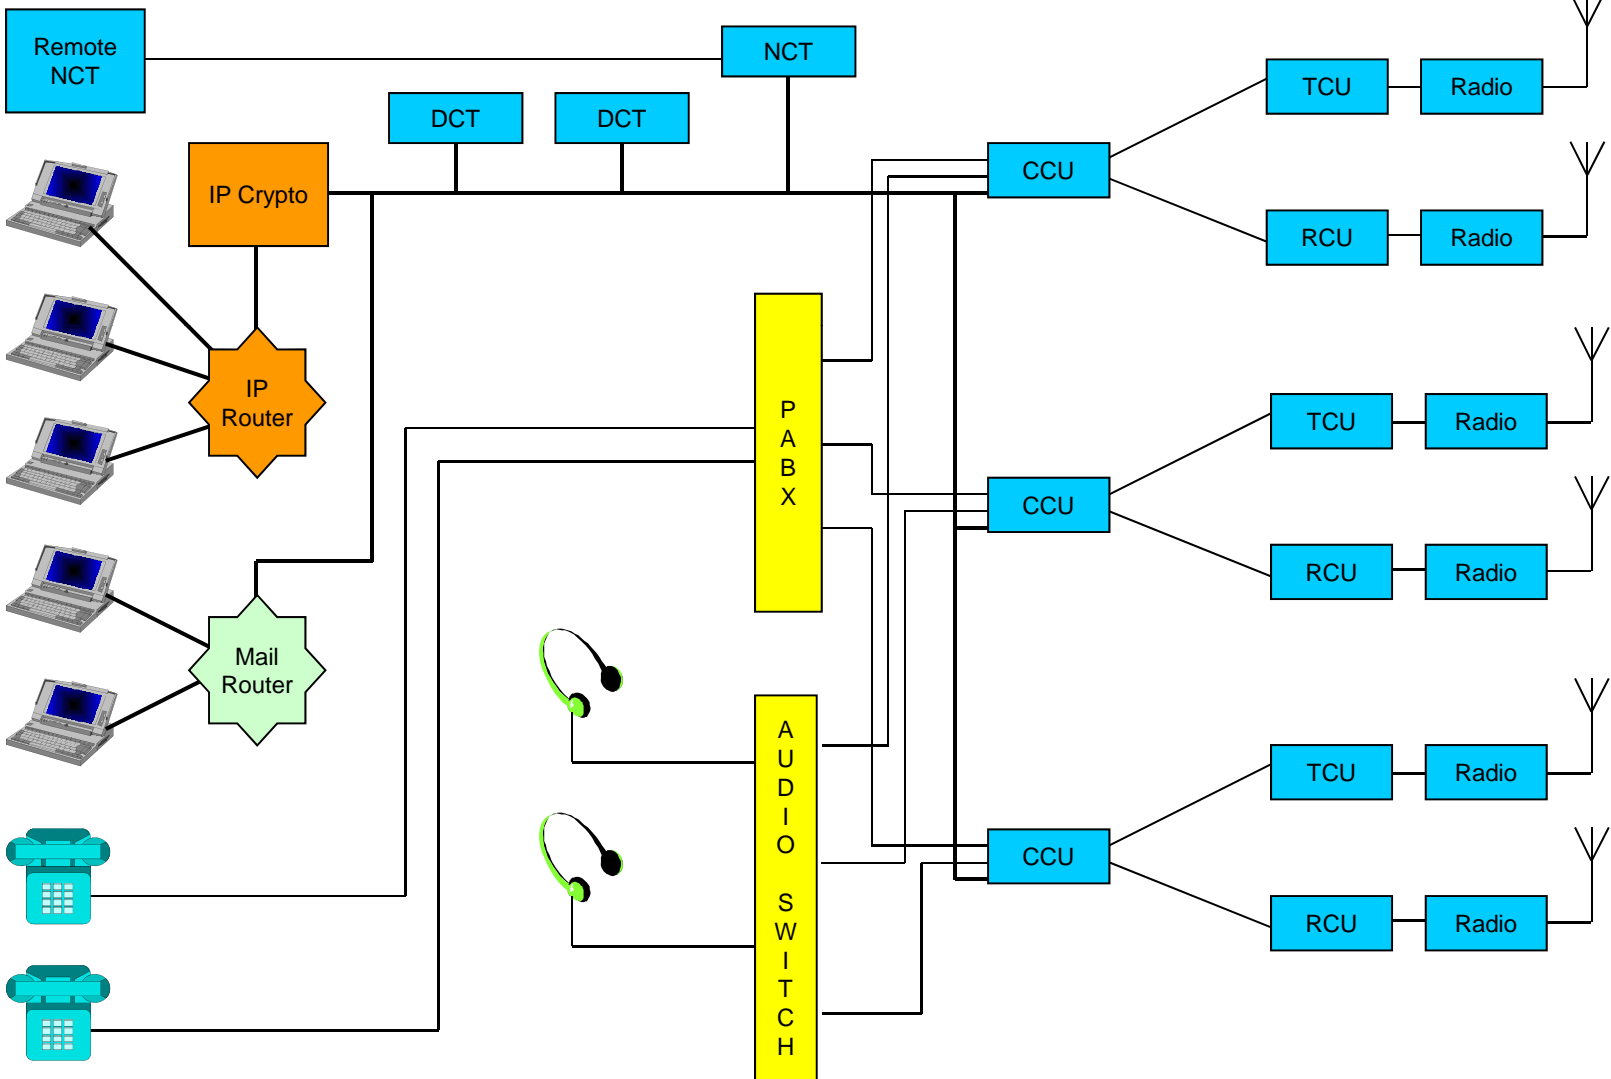 Remote
NCT
NCT
DCT
DCT
TCU
Radio
IP Crypto
CCU
RCU
Radio
IP
Router
P
A
B
X
TCU
Radio
CCU
RCU
Radio
Mail
Router
A
U
D
I
O
S
W
I
T
C
H
TCU
Radio
CCU
RCU
Radio